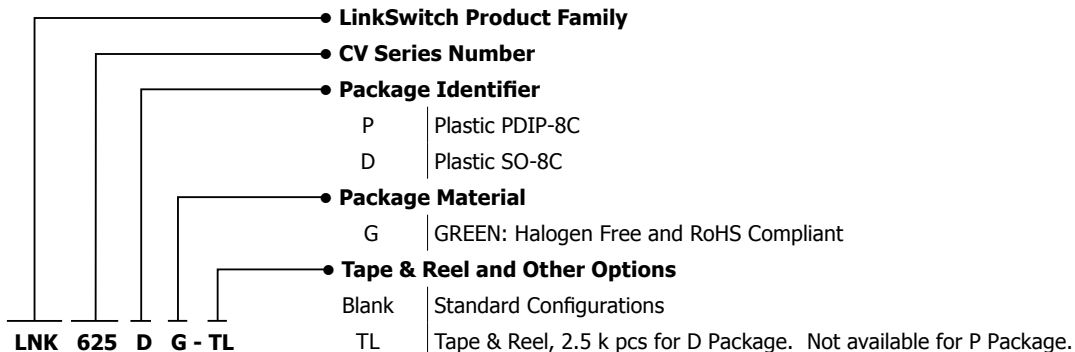 LinkSwitch Product Family
CV Series Number
Package Identifier
P Plastic PDIP-8C
D Plastic SO-8C
Package Material
G GREEN: Halogen Free and RoHS Compliant
Tape & Reel and Other Options
Blank Standard Configurations
TL Tape & Reel, 2.5 k pcs for D Package. Not available for P Package.
LNK 625 D G - TL